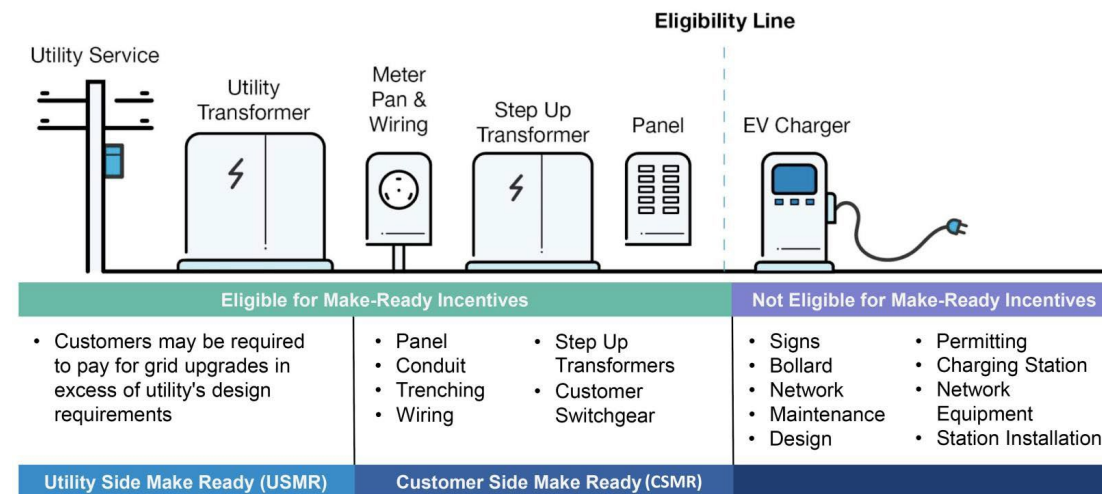 Eligibility Line
Utility Service
Utility
Transformer
Meter
Pan &
Wiring
Step Up
Transformer
Panel
EV Charger
Eligible for Make-Ready Incentives
Not Eligible for Make-Ready Incentives
• Customers may be required
to pay for grid upgrades in
excess of utility's design
requirements
• Panel
• Conduit
• Trenching
• Wiring
• Step Up
Transformers
• Customer
Switchgear
• Signs
• Bollard
• Network
• Maintenance
• Design
• Permitting
• Charging Station
• Network
Equipment
• Station Installation
Utility Side Make Ready (USMR)
Customer Side Make Ready (CSMR)